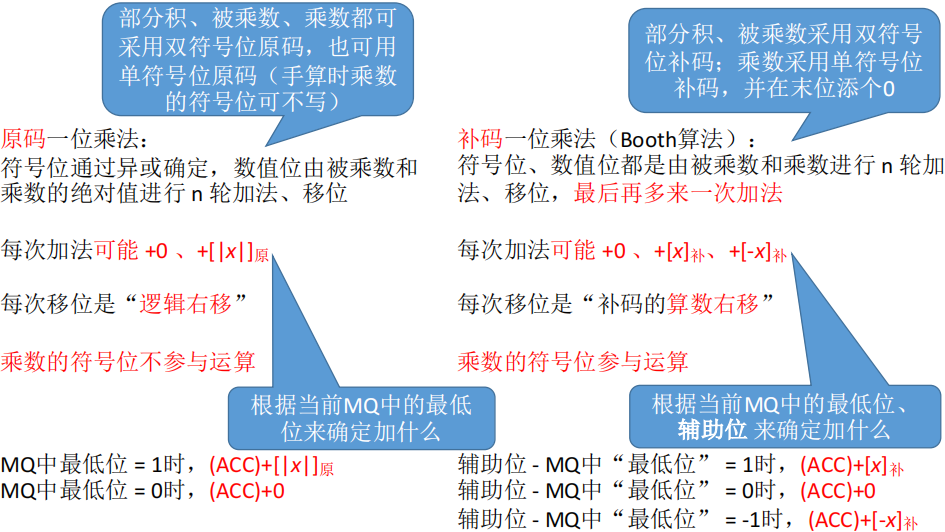 部分积、被乘数、乘数都可
采用双符号位原码，也可用
单符号位原码（手算时乘数
的符号位可不写）
原码一位乘法：
符号位通过异或确定，数值位由被乘数和
乘数的绝对值进行 n 轮加法、移位
每次加法可能 +0 、+[|x|]原
每次移位是“逻辑右移”
乘数的符号位不参与运算
根据当前MQ中的最低
位来确定加什么
MQ中最低位 = 1时，(ACC)+[|x|]原
MQ中最低位 = 0时，(ACC)+0
部分积、被乘数采用双符号
位补码；乘数采用单符号位
补码，并在末位添个0
补码一位乘法（Booth算法）：
符号位、数值位都是由被乘数和乘数进行 n 轮加
法、移位，最后再多来一次加法
每次加法可能 +0 、+[x]补、+[-x]补
每次移位是“补码的算数右移”
乘数的符号位参与运算
根据当前MQ中的最低位、
辅助位 来确定加什么
辅助位 - MQ中“最低位” = 1时，(ACC)+[x]补
辅助位 - MQ中“最低位” = 0时，(ACC)+0
辅助位 - MQ中“最低位” = -1时，(ACC)+[-x]补